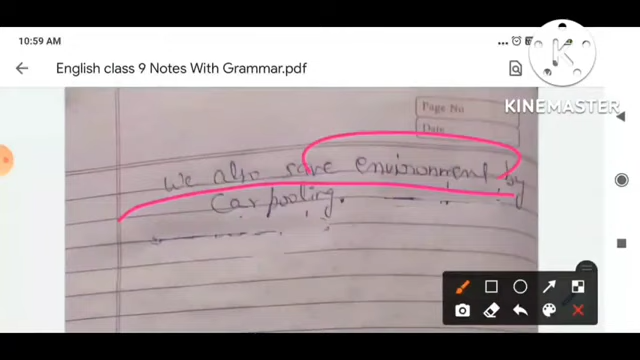 10:59 AM
KINEMASTER
English class 9 Notes With Grammar.pdf
Page No
Date
We also save environment by
Car pooling.